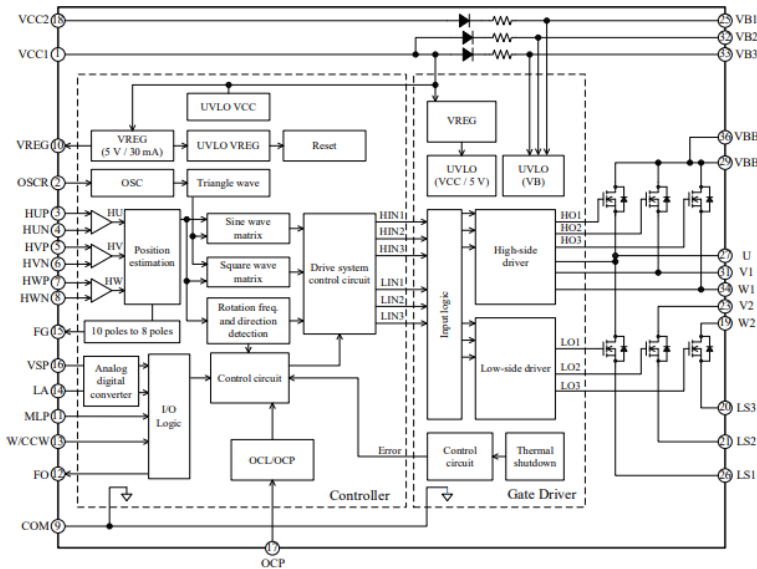 VCC2 18
VCC1 1
25 VB1
32 VB2
33 VB3
UVLO VCC
VREG 10
VREG
(5 V / 30 mA)
UVLO VREG
Reset
VREG
UVLO
(VCC / 5 V)
UVLO
(VB)
36 VBB
29 VBB
OSCR 2
OSC
Triangle wave
HUP 3
HUN 4
HVP 5
HVN 6
HWP 7
HWN 8
HU
HV
HW
Position
estimation
Sine wave
matrix
Square wave
matrix
Rotation freq.
and direction
detection
Drive system
control circuit
HIN1
HIN2
HIN3
LIN1
LIN2
LIN3
Input logic
High-side
driver
HO1
HO2
HO3
27 U
31 V1
34 W1
23 V2
19 W2
FG 15
10 poles to 8 poles
Low-side driver
LO1
LO2
LO3
VSP 16
LA 14
MLP 11
W/CCW 13
FO 12
Analog
digital
converter
I/O
Logic
Control circuit
OCL/OCP
Error
Control
circuit
Thermal
shutdown
20 LS3
21 LS2
26 LS1
Controller
Gate Driver
COM 9
17
OCP